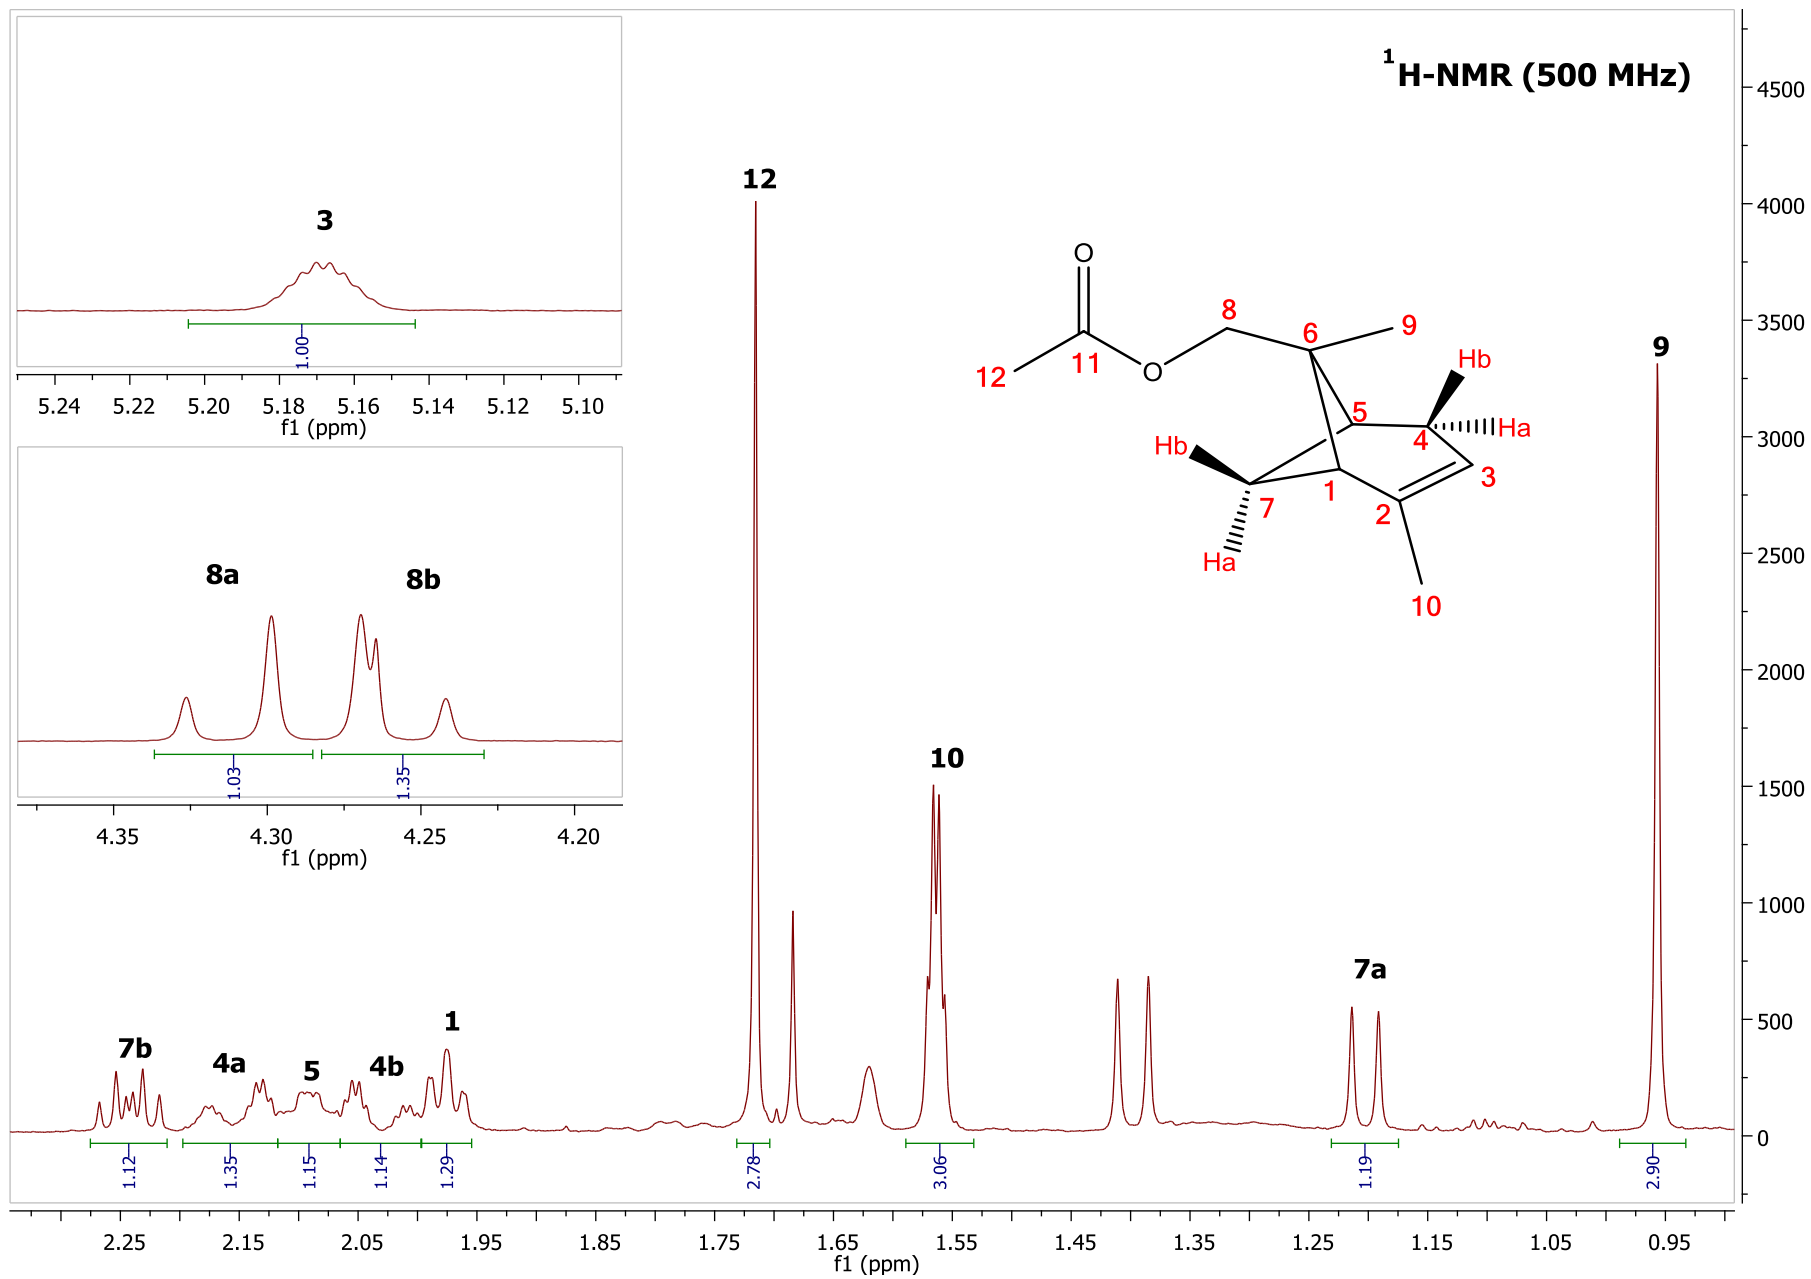 ¹H-NMR (500 MHz)
3
1.00
5.24 5.22 5.20 5.18 5.16 5.14 5.12 5.10
f1 (ppm)
8a 8b
1.03 1.35
4.35 4.30 4.25 4.20
f1 (ppm)
O
8
6
9
12
11
O
Hb
5
4
Ha
Hb
1
3
7
2
Ha
10
12
9
10
7a
7b
4a
5
4b
1
1.12 1.35 1.15 1.14 1.29 2.78 3.06 1.19 2.90
2.25 2.15 2.05 1.95 1.85 1.75 1.65 1.55 1.45 1.35 1.25 1.15 1.05 0.95
f1 (ppm)
4500
4000
3500
3000
2500
2000
1500
1000
500
0